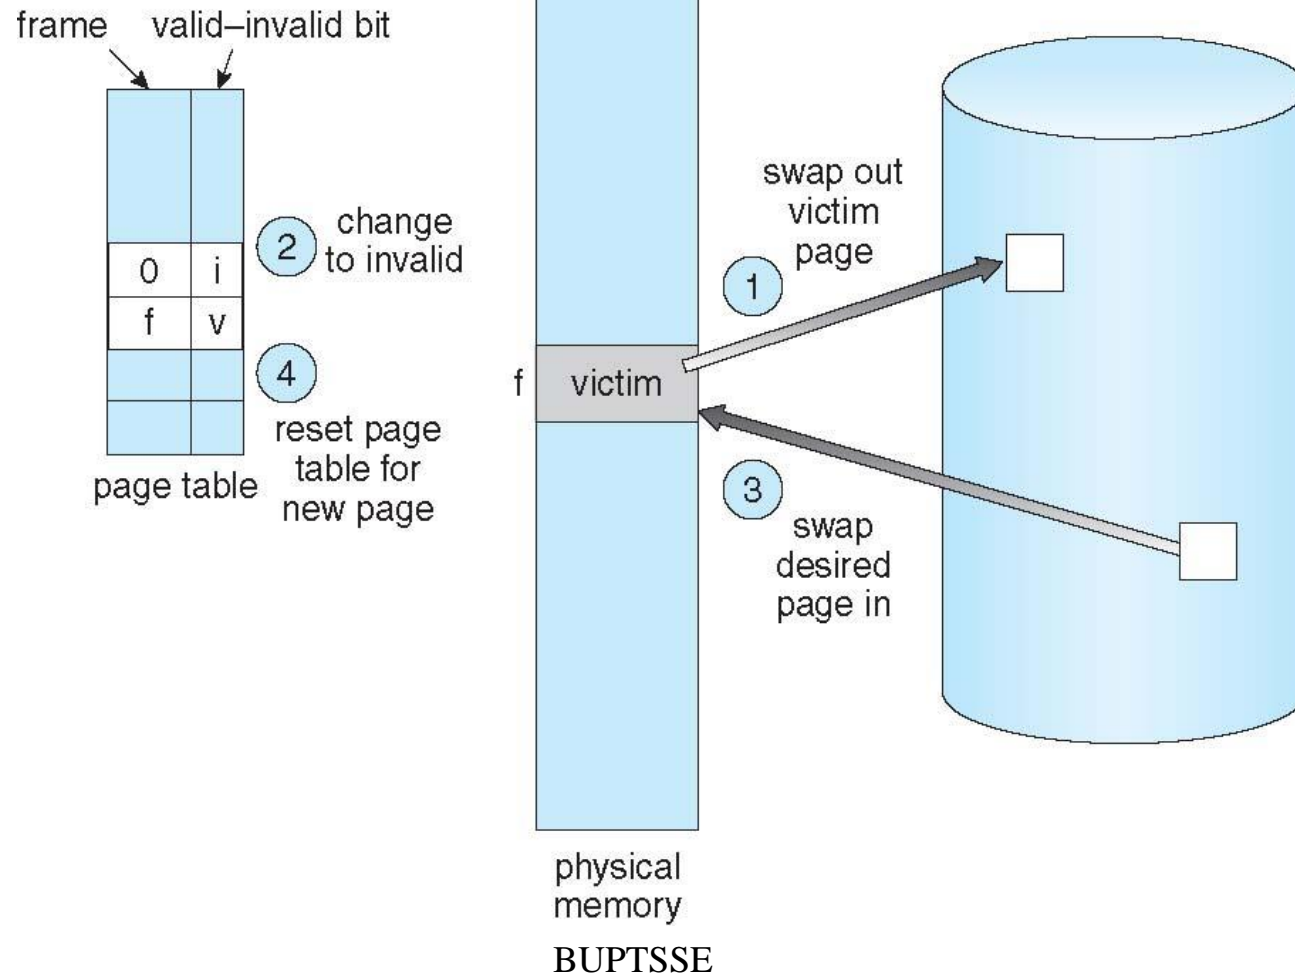 frame valid–invalid bit
0 i
f v
page table
2
change
to invalid
4
reset page
table for
new page
f
victim
1
swap out
victim
page
3
swap
desired
page in
physical
memory
BUPTSSE